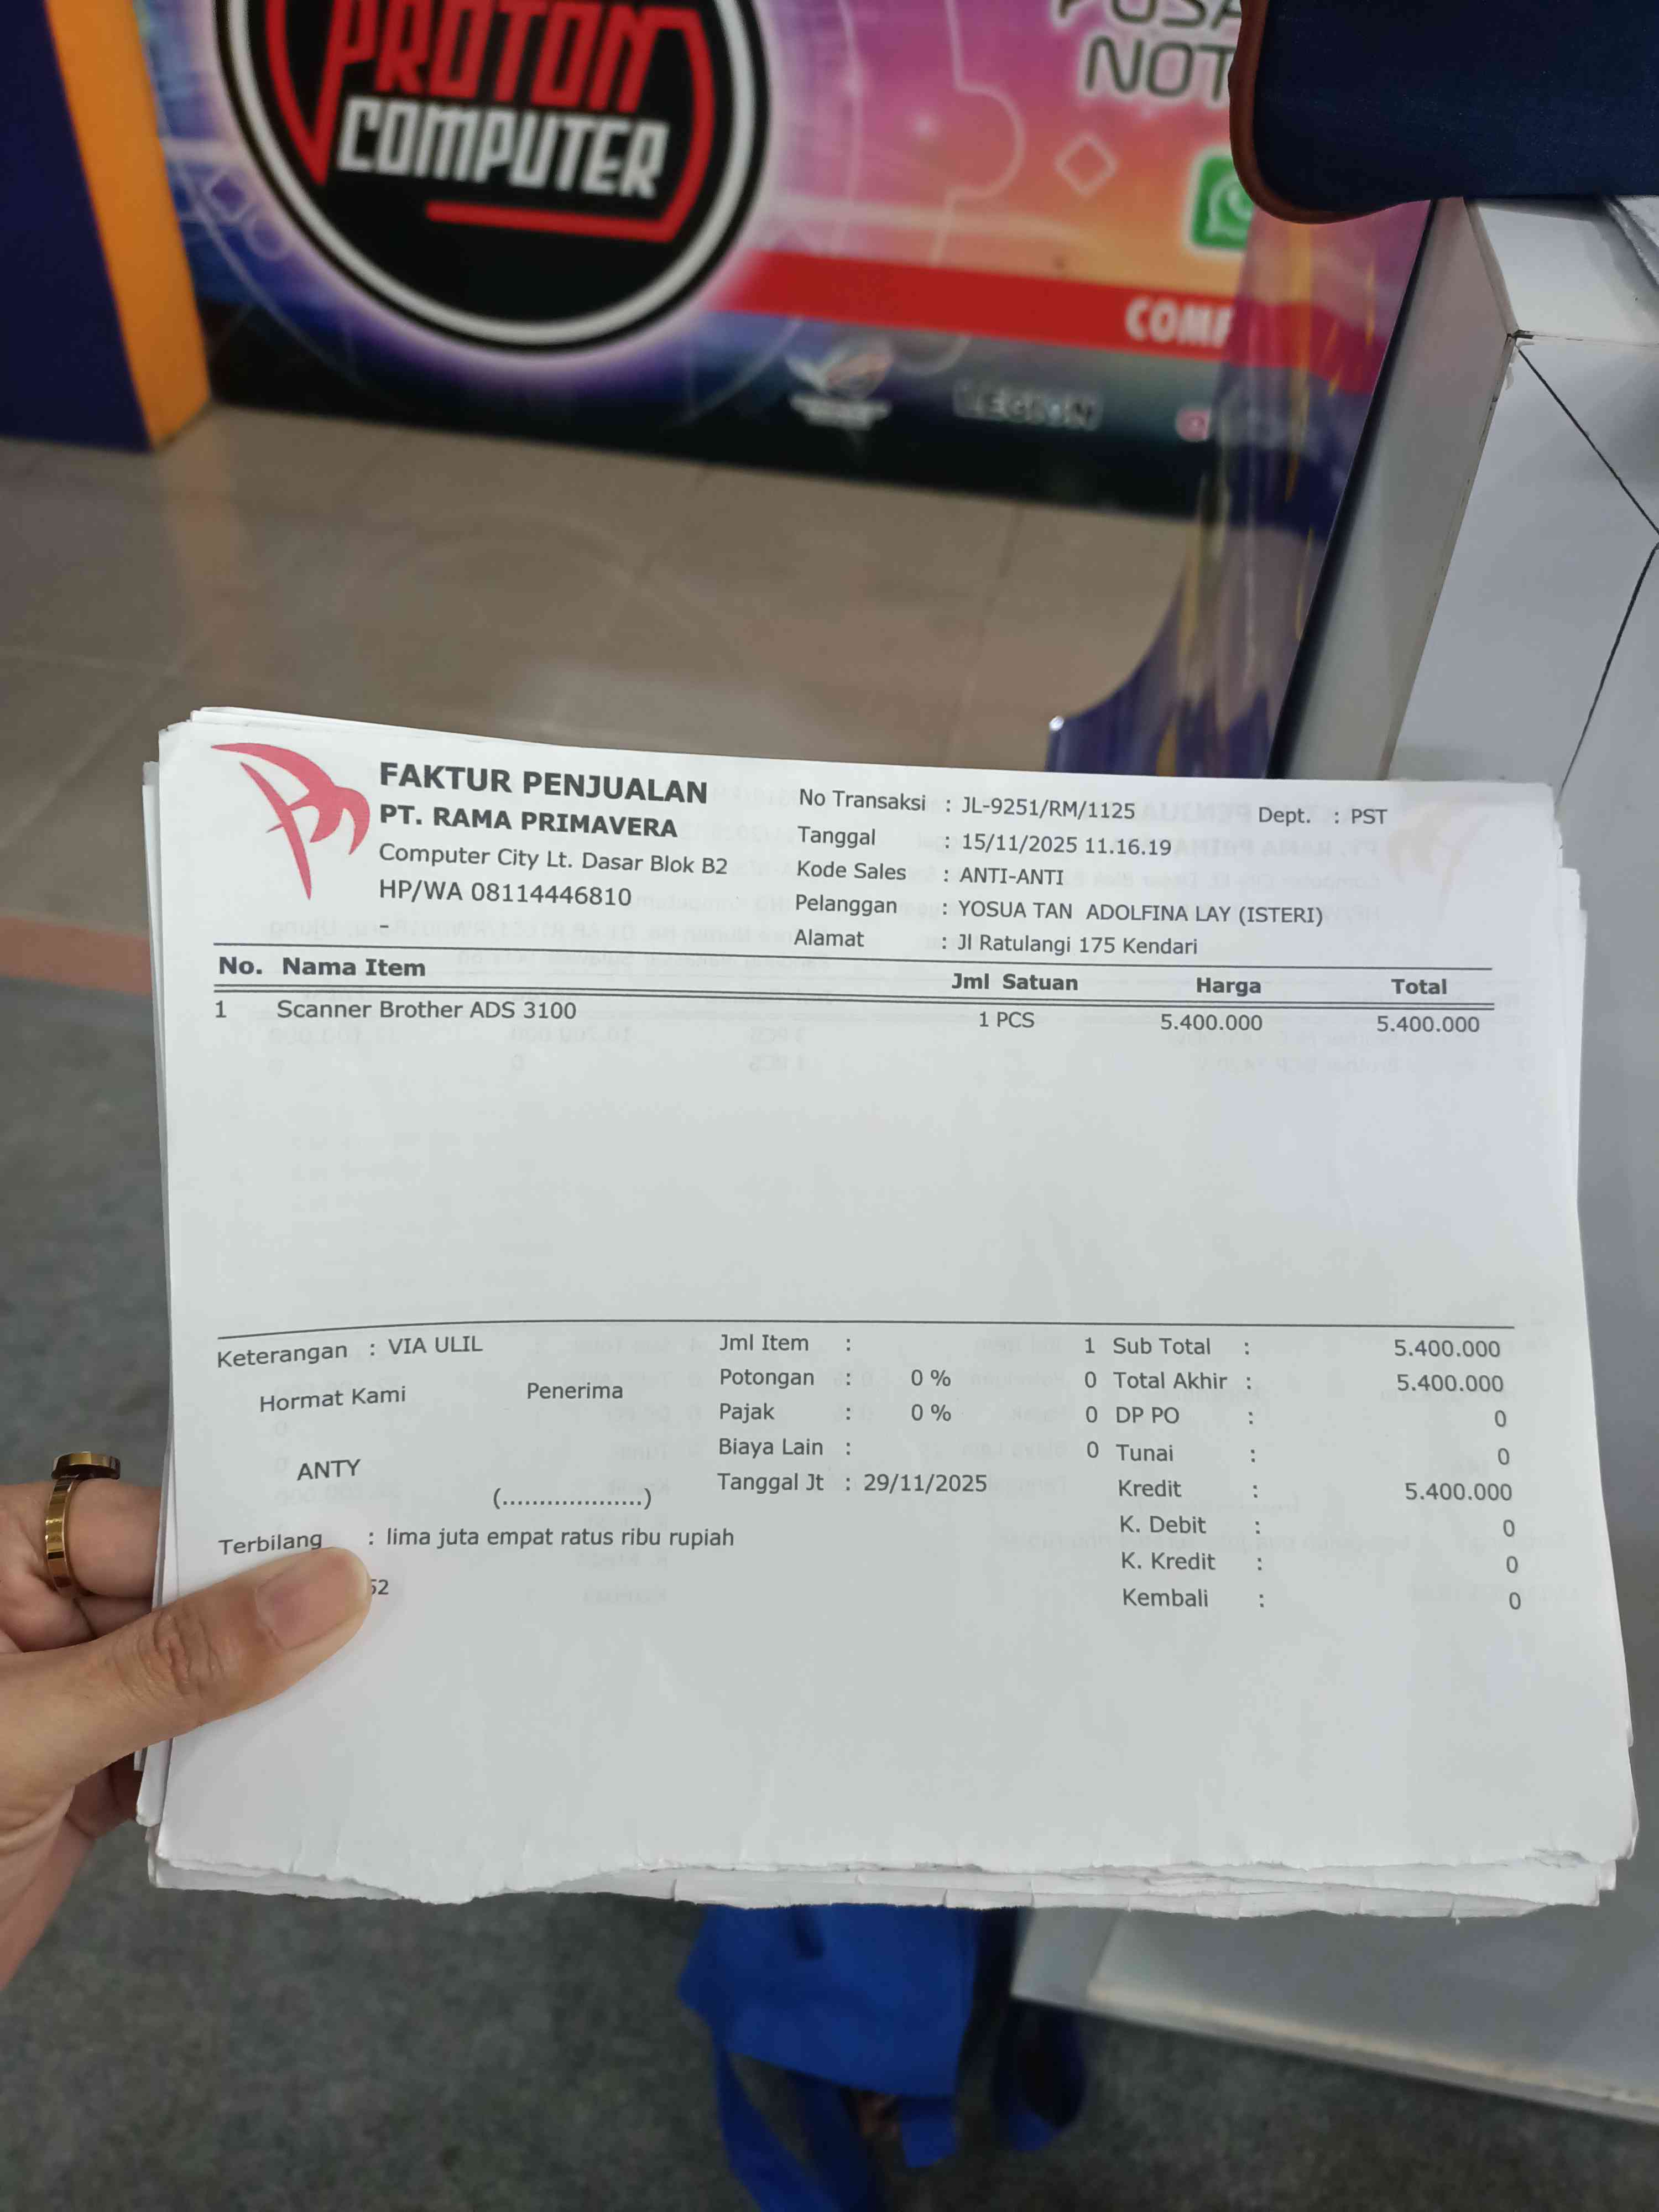 PROTON
COMPUTER
NOT
COMP
LEGION
FAKTUR PENJUALAN
PT. RAMA PRIMAVERA
Computer City Lt. Dasar Blok B2
HP/WA 08114446810
-
No Transaksi : JL-9251/RM/1125 Dept. : PST
Tanggal : 15/11/2025 11.16.19
Kode Sales : ANTI-ANTI
Pelanggan : YOSUA TAN ADOLFINA LAY (ISTERI)
Alamat : Jl Ratulangi 175 Kendari
No. Nama Item Jml Satuan Harga Total
1 Scanner Brother ADS 3100 1 PCS 5.400.000 5.400.000
Keterangan : VIA ULIL
Hormat Kami Penerima
ANTY
(...................)
Terbilang : lima juta empat ratus ribu rupiah
52
Jml Item : 1
Potongan : 0 % 0
Pajak : 0 % 0
Biaya Lain : 0
Tanggal Jt : 29/11/2025
Sub Total : 5.400.000
Total Akhir : 5.400.000
DP PO : 0
Tunai : 0
Kredit : 5.400.000
K. Debit : 0
K. Kredit : 0
Kembali : 0